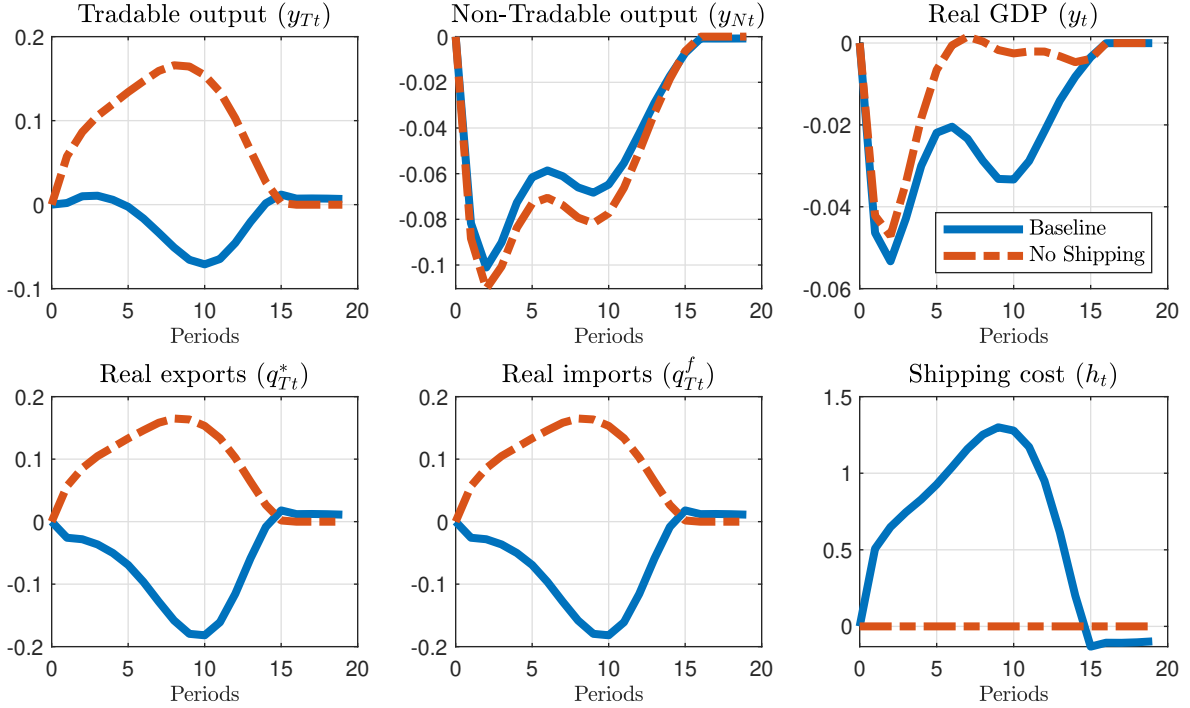 Tradable output (y_{Tt})
0.2
0.1
0
-0.1
0 5 10 15 20
Periods
Non-Tradable output (y_{Nt})
0
-0.02
-0.04
-0.06
-0.08
-0.1
0 5 10 15 20
Periods
Real GDP (y_t)
0
-0.02
-0.04
-0.06
Baseline
No Shipping
0 5 10 15 20
Periods
Real exports (q^*_{Tt})
0.2
0.1
0
-0.1
-0.2
0 5 10 15 20
Periods
Real imports (q^f_{Tt})
0.2
0.1
0
-0.1
-0.2
0 5 10 15 20
Periods
Shipping cost (h_t)
1.5
1
0.5
0
0 5 10 15 20
Periods